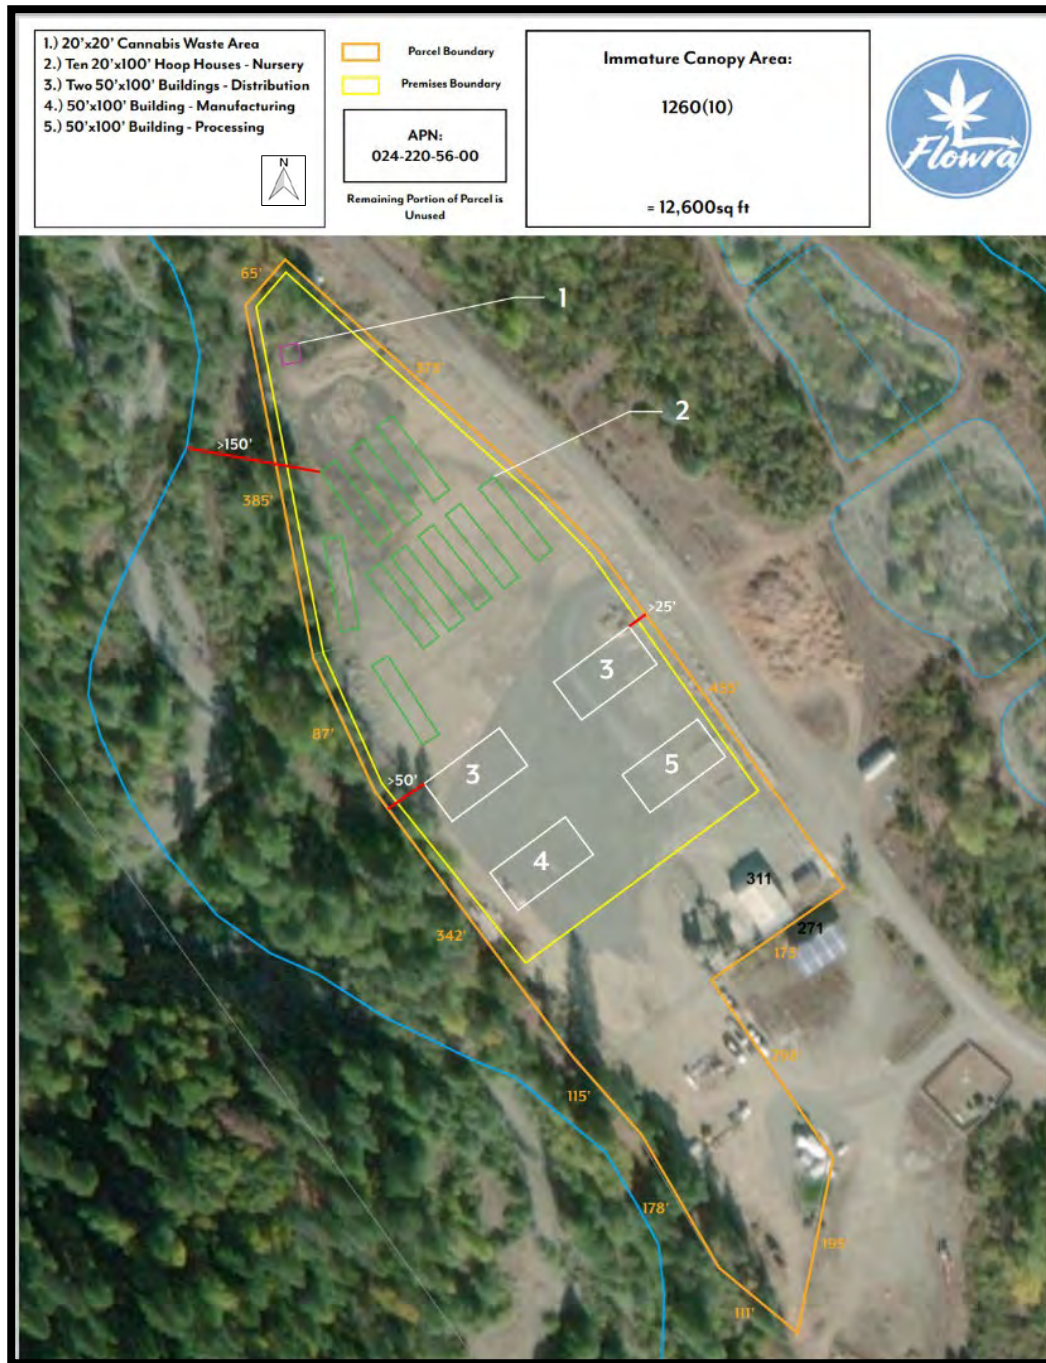 1.) 20'x20' Cannabis Waste Area
2.) Ten 20'x100' Hoop Houses - Nursery
3.) Two 50'x100' Buildings - Distribution
4.) 50'x100' Building - Manufacturing
5.) 50'x100' Building - Processing
N
Parcel Boundary
Premises Boundary
APN:
024-220-56-00
Remaining Portion of Parcel is
Unused
Immature Canopy Area:
1260(10)
= 12,600sq ft
Flowra
65'
1
375'
2
>150'
385'
>25'
3
87'
3
5
>50'
4
311
342'
271
173'
115'
178'
195'
111'